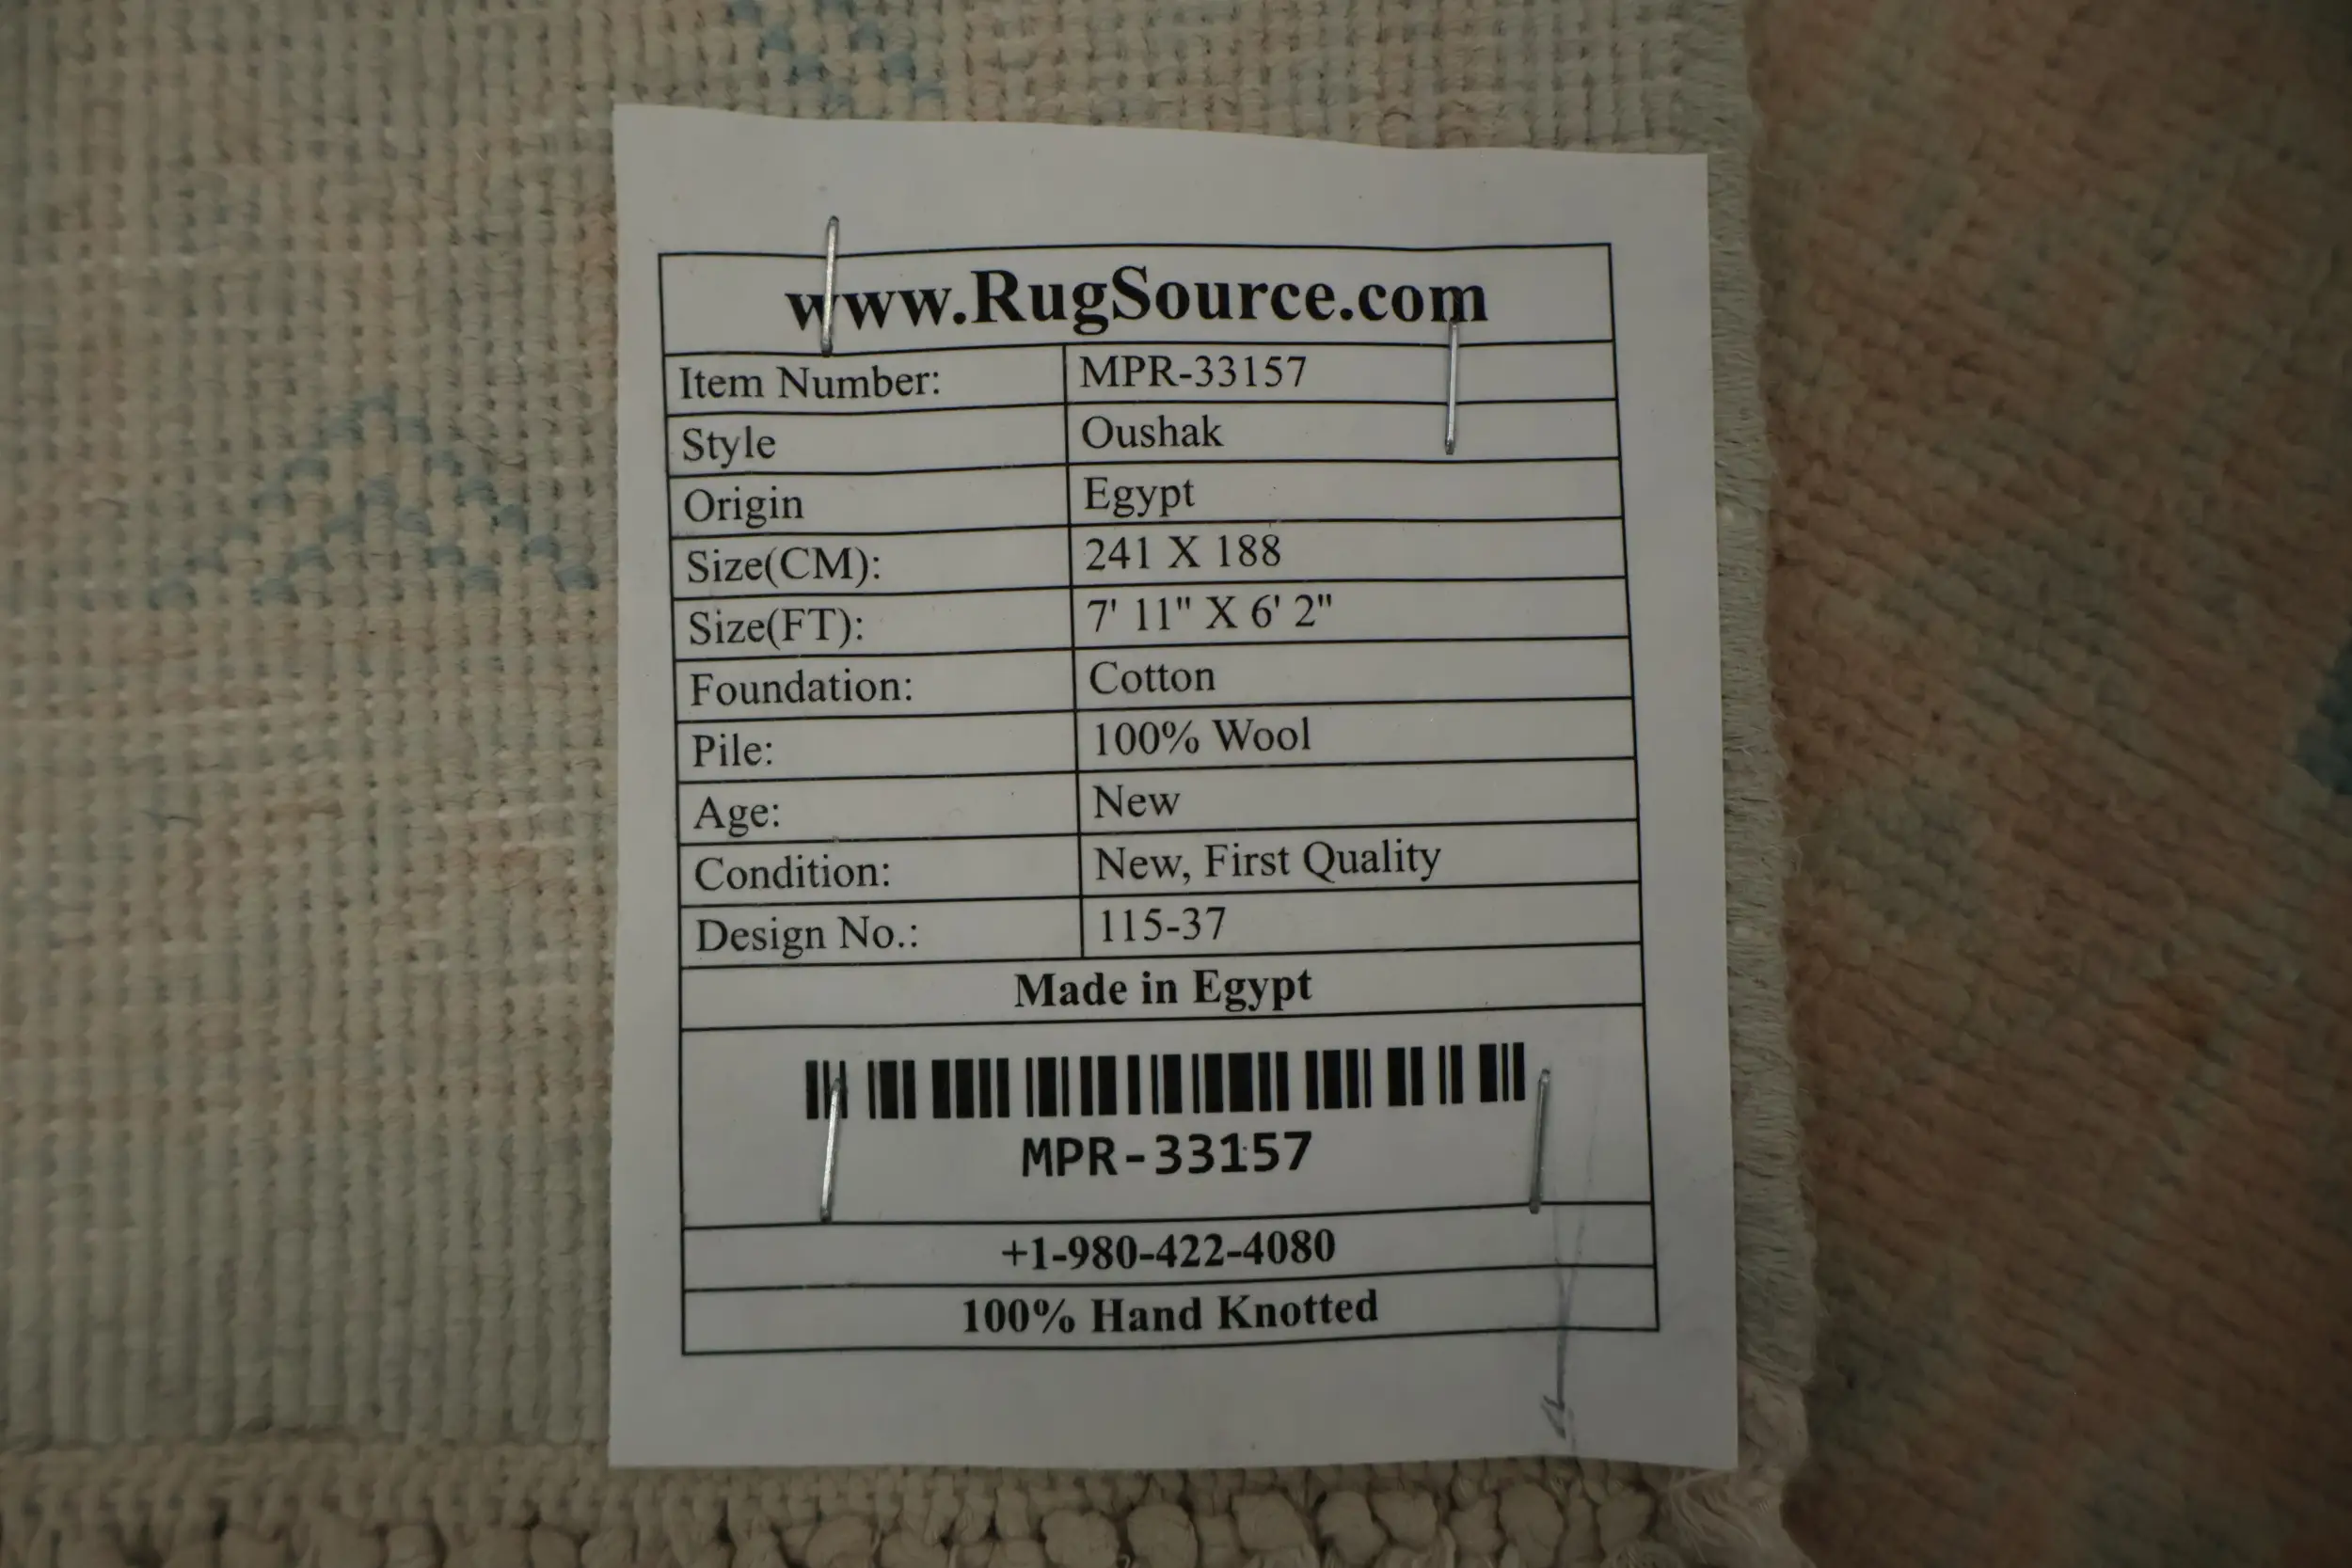 www.RugSource.com
Item Number: MPR-33157
Style Oushak
Origin Egypt
Size(CM): 241 X 188
Size(FT): 7' 11" X 6' 2"
Foundation: Cotton
Pile: 100% Wool
Age: New
Condition: New, First Quality
Design No.: 115-37
Made in Egypt
MPR-33157
+1-980-422-4080
100% Hand Knotted